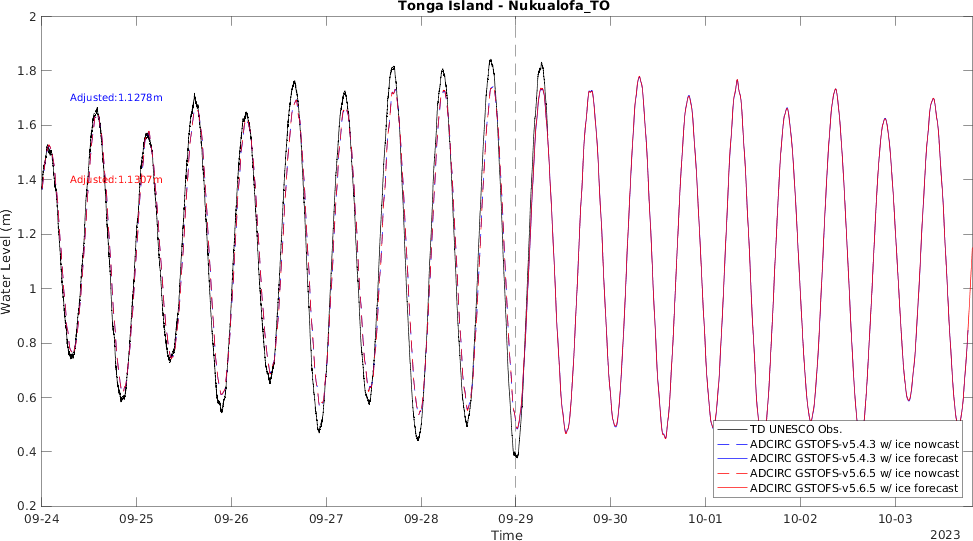 Tonga Island - Nukualofa_TO
2
1.8
Adjusted:1.1278m
1.6
1.4
Adjusted:1.1307m
1.2
Water Level (m)
1
0.8
0.6
0.4
0.2
TD UNESCO Obs.
ADCIRC GSTOFS-v5.4.3 w/ ice nowcast
ADCIRC GSTOFS-v5.4.3 w/ ice forecast
ADCIRC GSTOFS-v5.6.5 w/ ice nowcast
ADCIRC GSTOFS-v5.6.5 w/ ice forecast
09-24 09-25 09-26 09-27 09-28 09-29 09-30 10-01 10-02 10-03
Time
2023